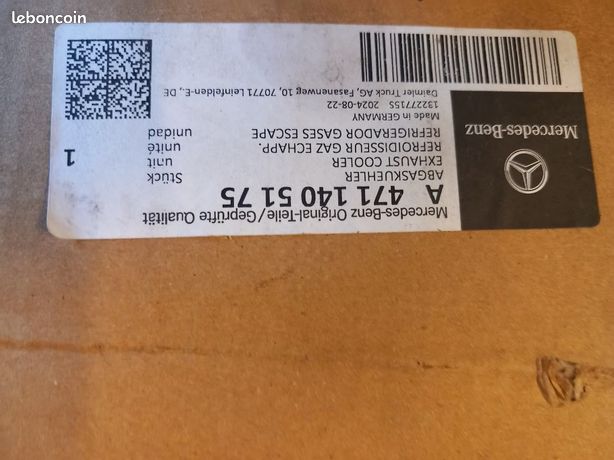 leboncoin
Mercedes-Benz
Mercedes-Benz Original-Teile/Geprüfte Qualität
A 471 140 51 75
ABGASKUEHLER
EXHAUST COOLER
REFROIDISSEUR GAZ ECHAPP.
REFRIGERADOR GASES ESCAPE
Stück
unit
unité
unidad
1
Made in GERMANY
132277155 2024-08-22
Daimler Truck AG, Fasanenweg 10, 70771 Leinfelden-E., DE